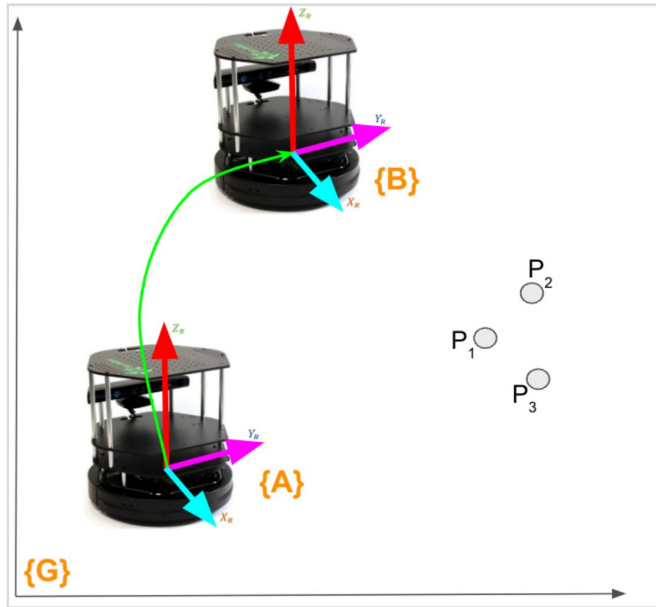 Z_R
Y_R
X_R
{B}
P_2
P_1
P_3
Z_R
Y_R
X_R
{A}
{G}